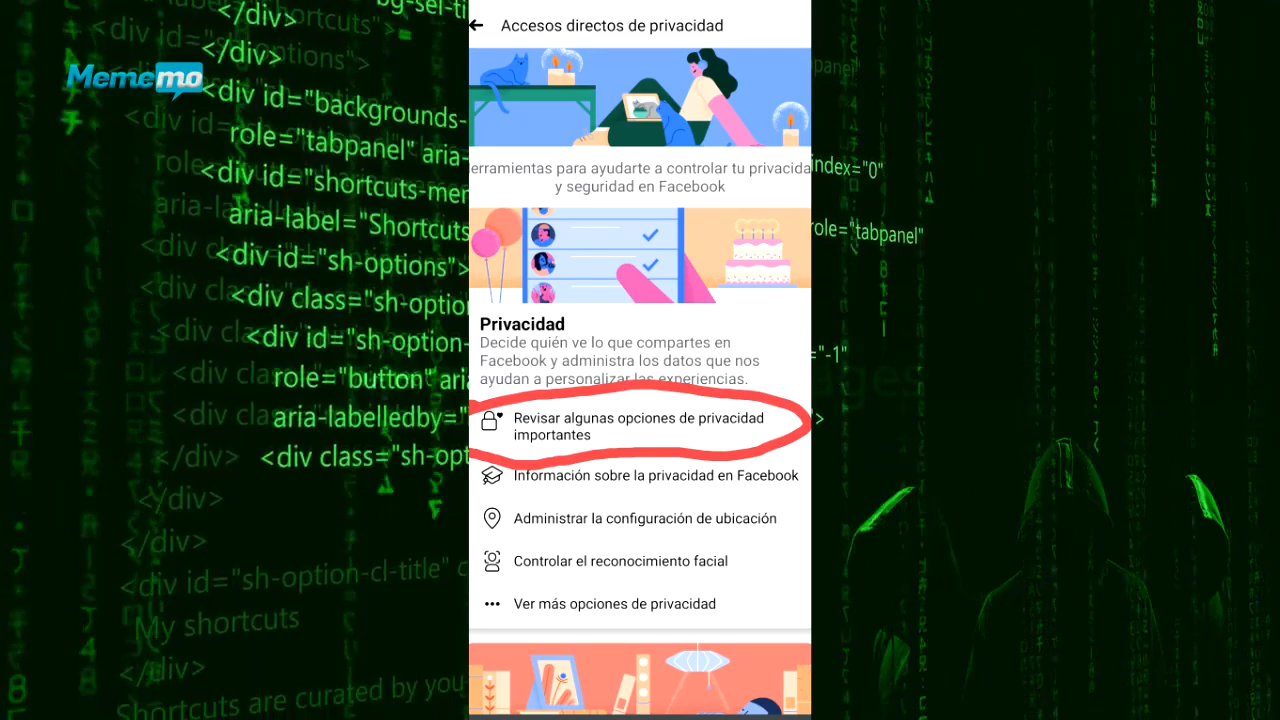 Accesos directos de privacidad
Mememo
erramientas para ayudarte a controlar tu privacida
y seguridad en Facebook
Privacidad
Decide quién ve lo que compartes en
Facebook y administra los datos que nos
ayudan a personalizar las experiencias.
Revisar algunas opciones de privacidad
importantes
Información sobre la privacidad en Facebook
Administrar la configuración de ubicación
Controlar el reconocimiento facial
Ver más opciones de privacidad
bg-sel-ti
</div>
</div>
<div id="backgrounds-
role="tabpanel" aria-
<div id="shortcuts-men
aria-label="Shortcuts
<div id="sh-options">
<div class="sh-option
<div id="sh-option-
role="button" aria
aria-labelledby="
</div> <div class="sh-opt
</div>
</div>
<div id="sh-option-cl-title" c
My shortcuts
</div>
Shortcuts are curated by you
index="0"
role="tabpanel"
="-1"
>